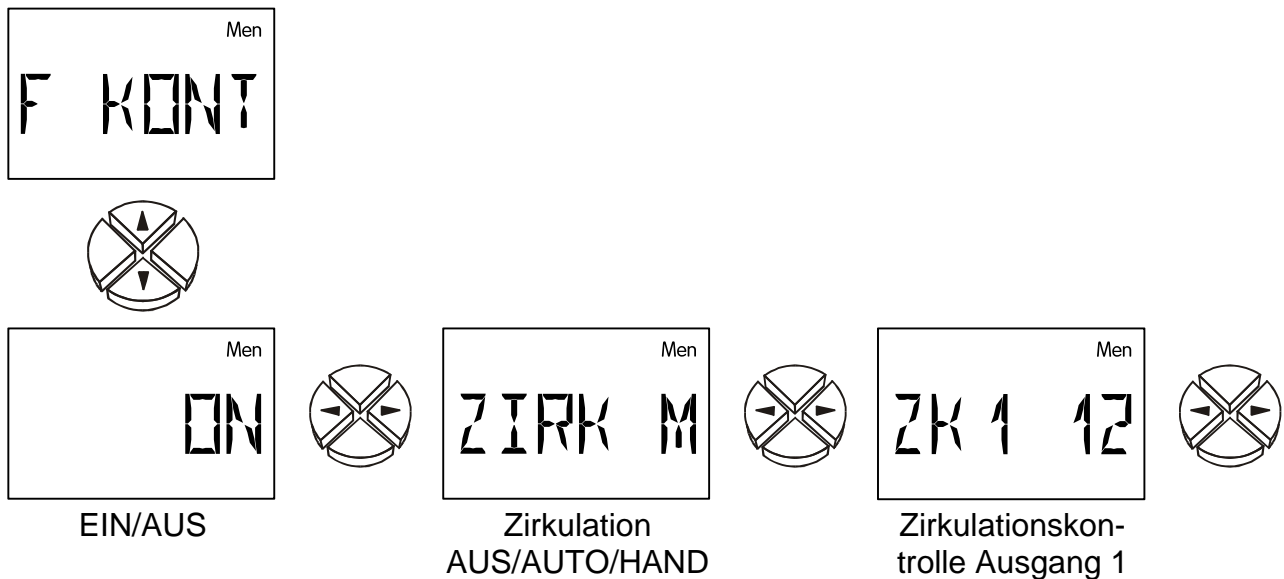 Men
F KONT
Men
ON
Men
ZIRK M
Men
ZK 1 12
EIN/AUS
Zirkulation
AUS/AUTO/HAND
Zirkulationskon-
trolle Ausgang 1